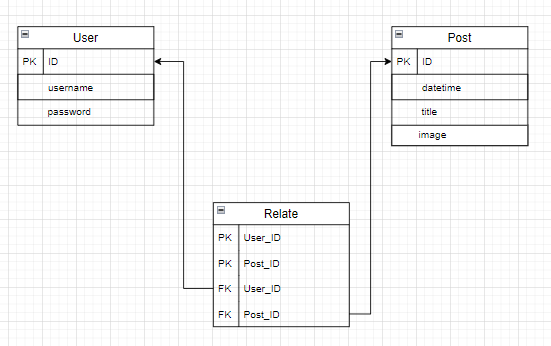 User
PK ID
username
password
Post
PK ID
datetime
title
image
Relate
PK User_ID
PK Post_ID
FK User_ID
FK Post_ID